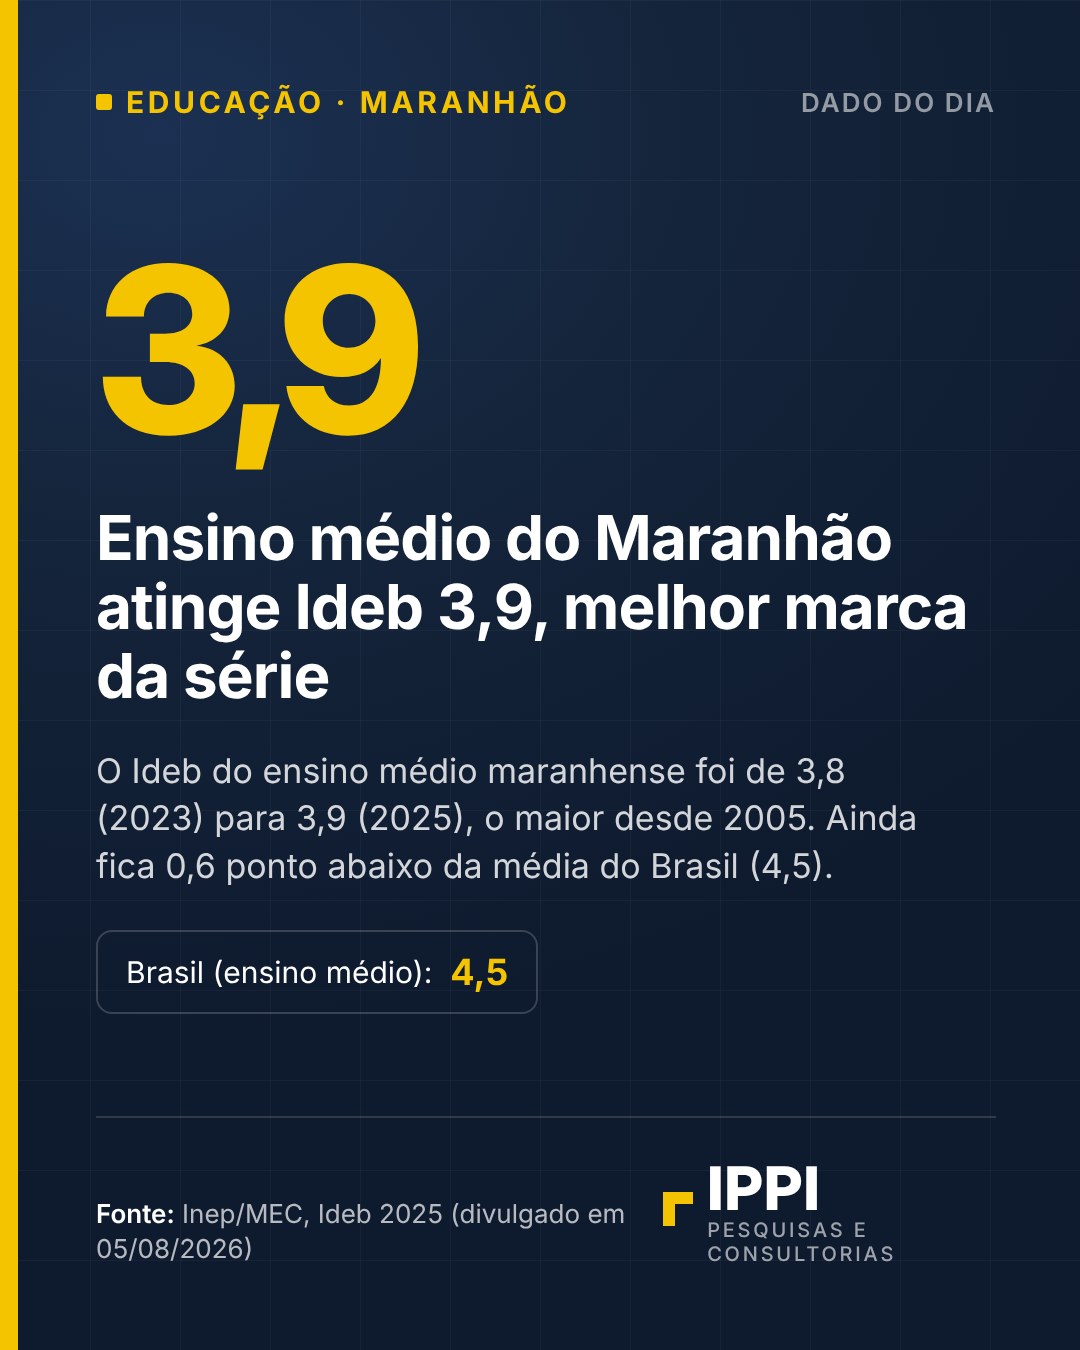 EDUCAÇÃO · MARANHÃO
DADO DO DIA
3,9
Ensino médio do Maranhão
atinge Ideb 3,9, melhor marca
da série
O Ideb do ensino médio maranhense foi de 3,8
(2023) para 3,9 (2025), o maior desde 2005. Ainda
fica 0,6 ponto abaixo da média do Brasil (4,5).
Brasil (ensino médio): 4,5
Fonte: Inep/MEC, Ideb 2025 (divulgado em
05/08/2026)
IPPI
PESQUISAS E
CONSULTORIAS